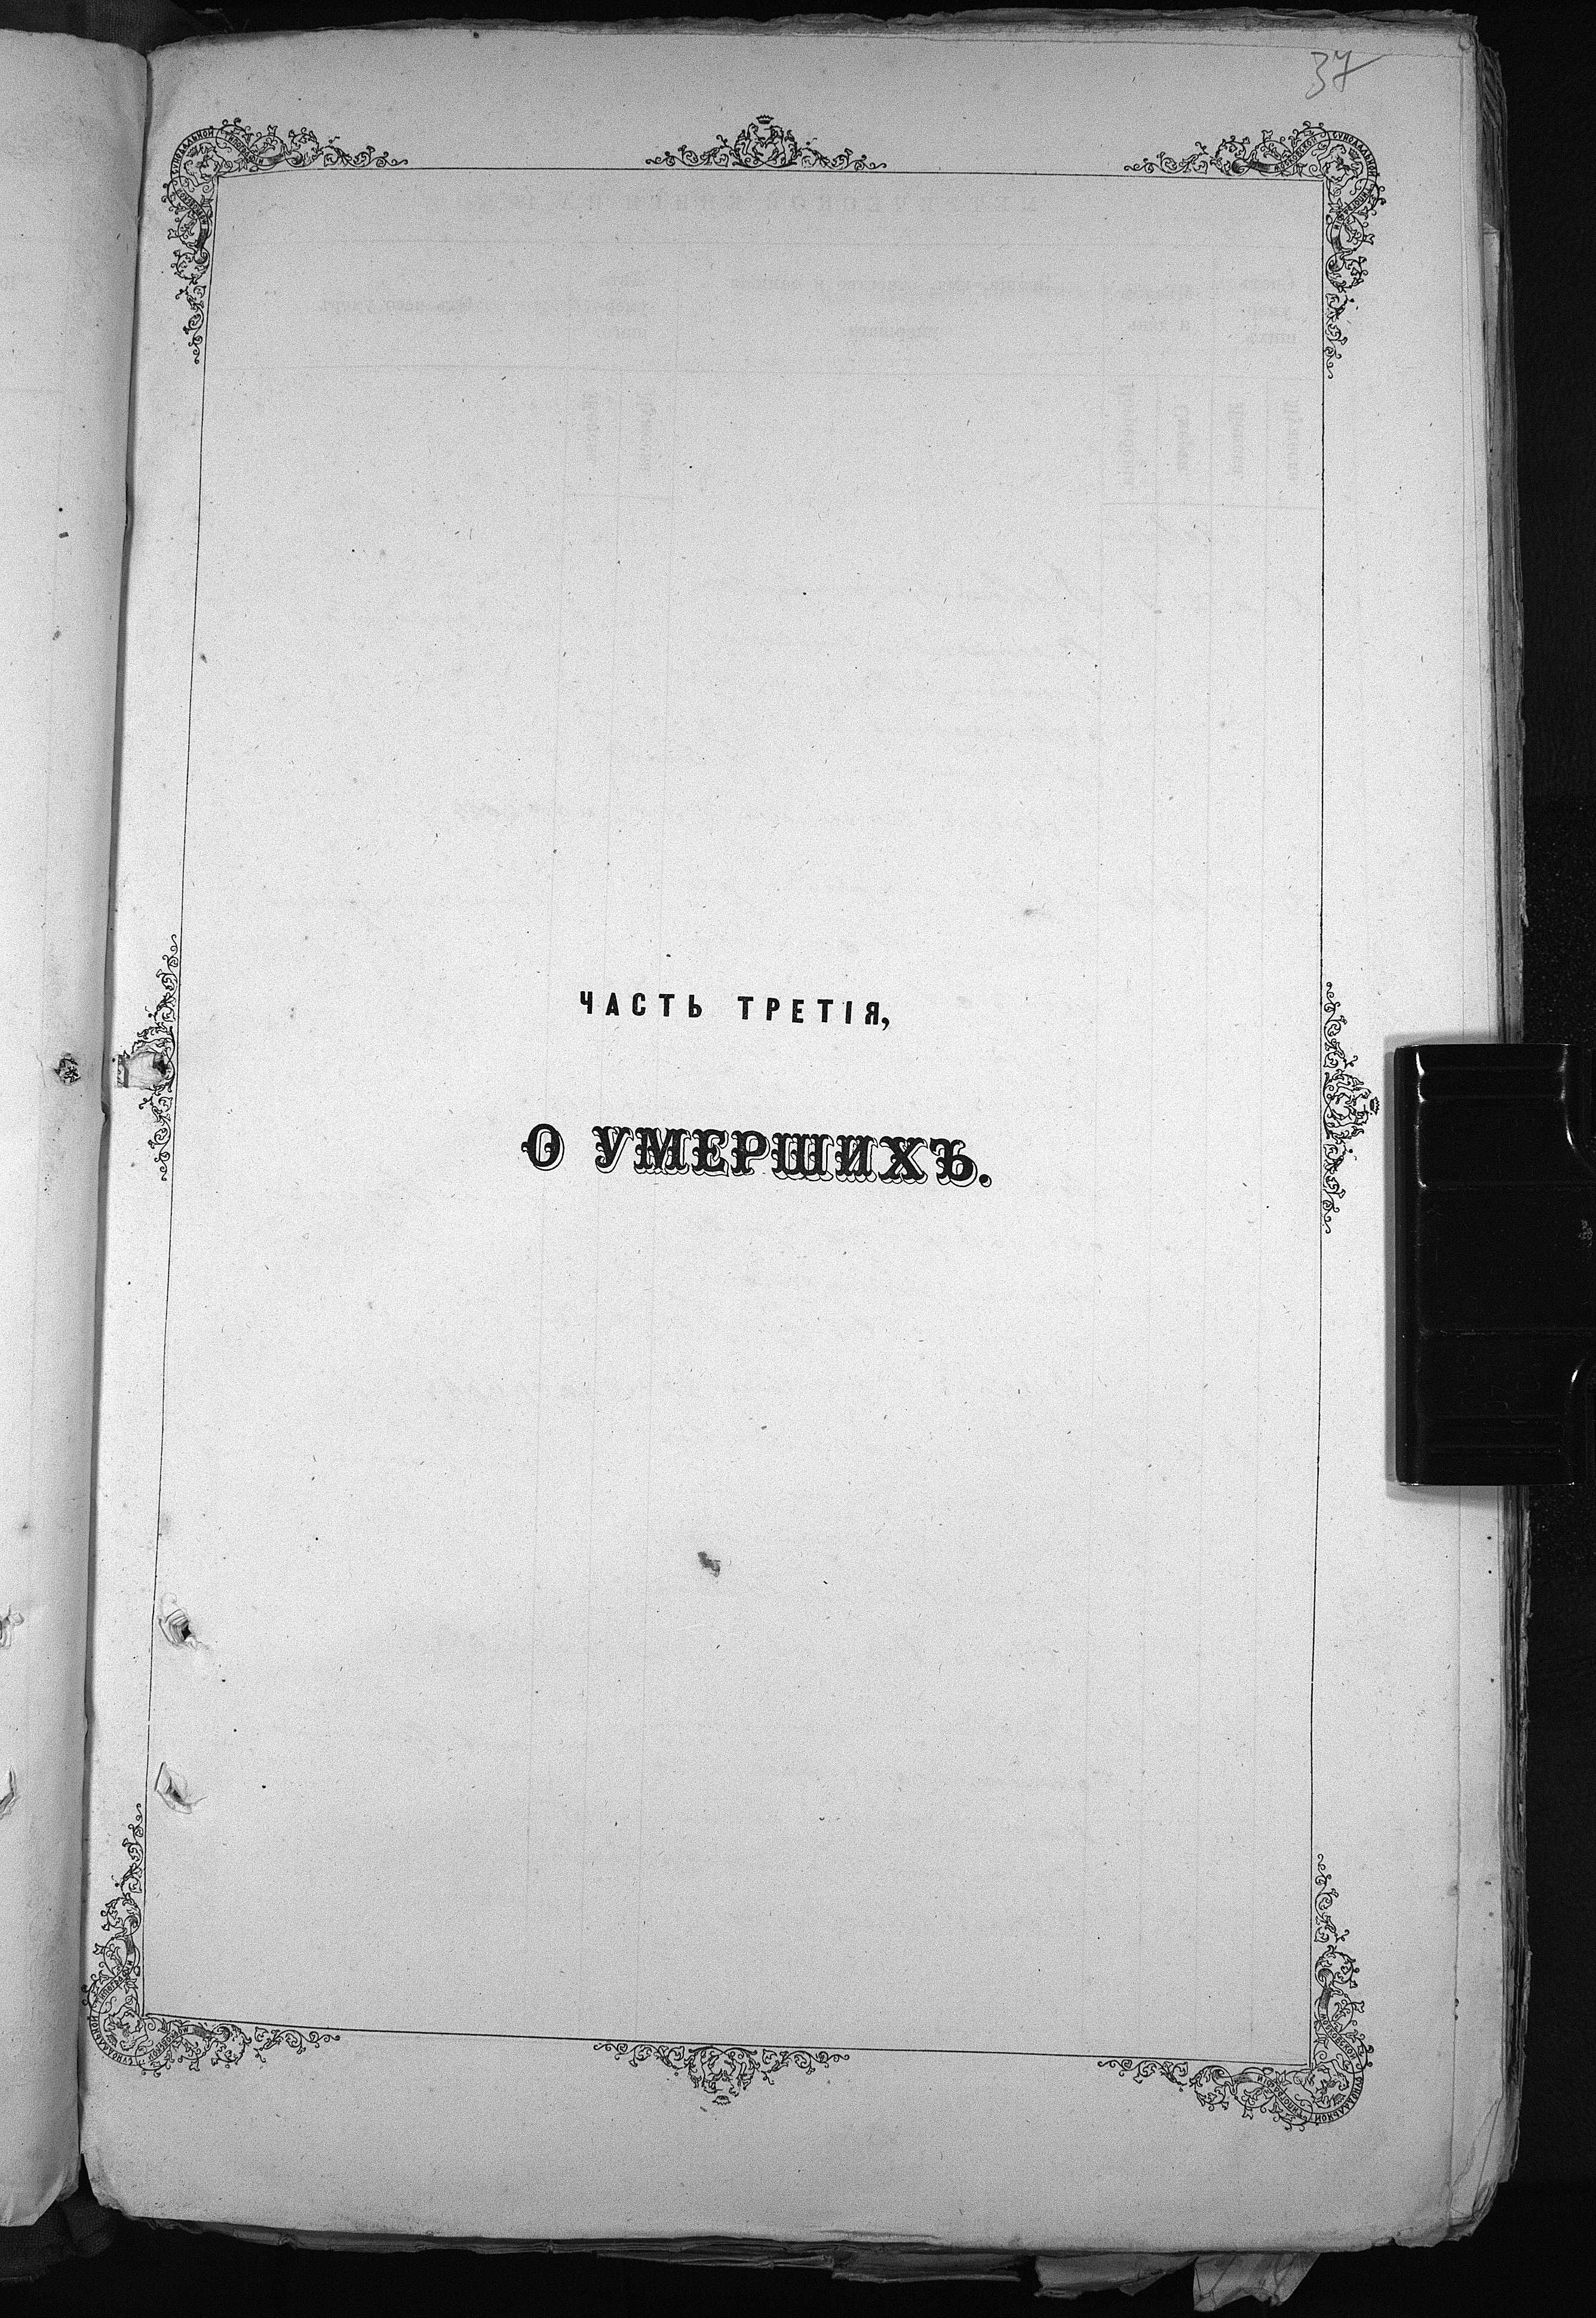 37
ЧАСТЬ ТРЕТІЯ,
О УМЕРШИХЪ.